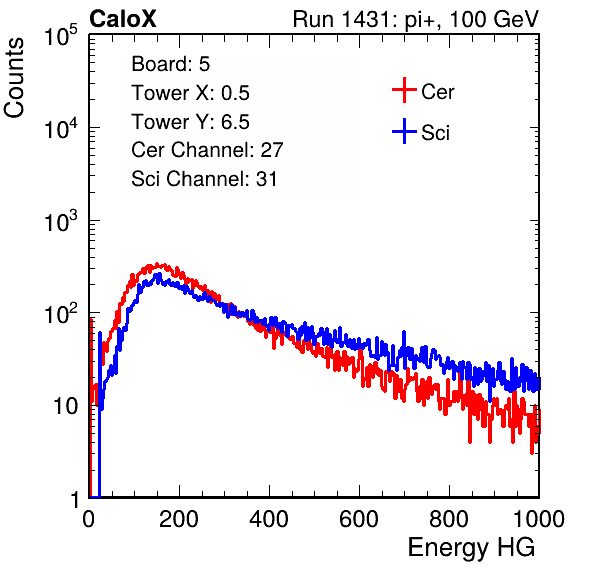 CaloX Run 1431: pi+, 100 GeV
Counts
10^5
10^4
10^3
10^2
10
1
Board: 5
Tower X: 0.5
Tower Y: 6.5
Cer Channel: 27
Sci Channel: 31
Cer
Sci
0 200 400 600 800 1000
Energy HG